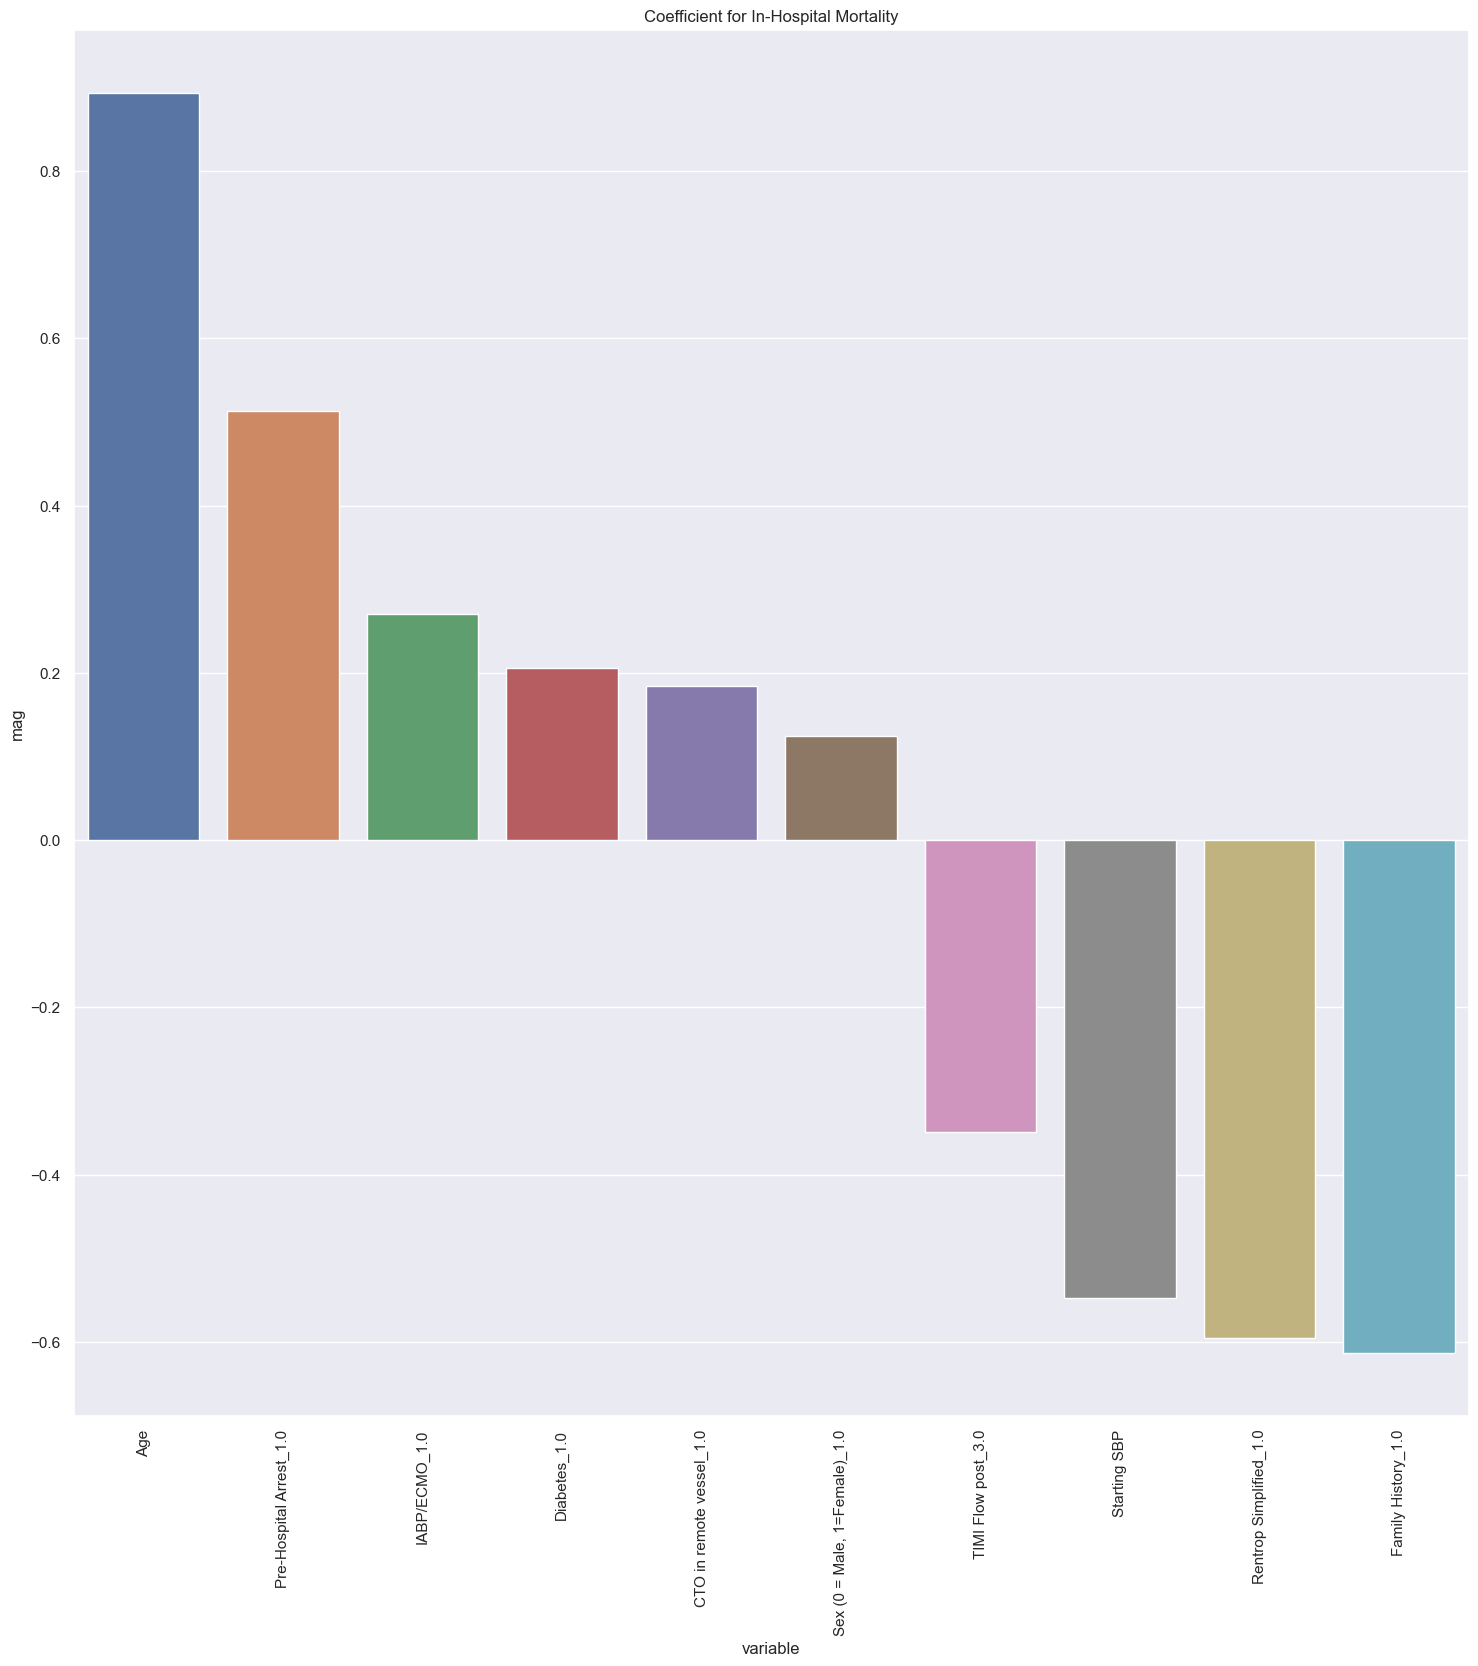 Coefficient for In-Hospital Mortality
mag
0.8
0.6
0.4
0.2
0.0
−0.2
−0.4
−0.6
Age
Pre-Hospital Arrest_1.0
IABP/ECMO_1.0
Diabetes_1.0
CTO in remote vessel_1.0
Sex (0 = Male, 1=Female)_1.0
TIMI Flow post_3.0
Starting SBP
Rentrop Simplified_1.0
Family History_1.0
variable